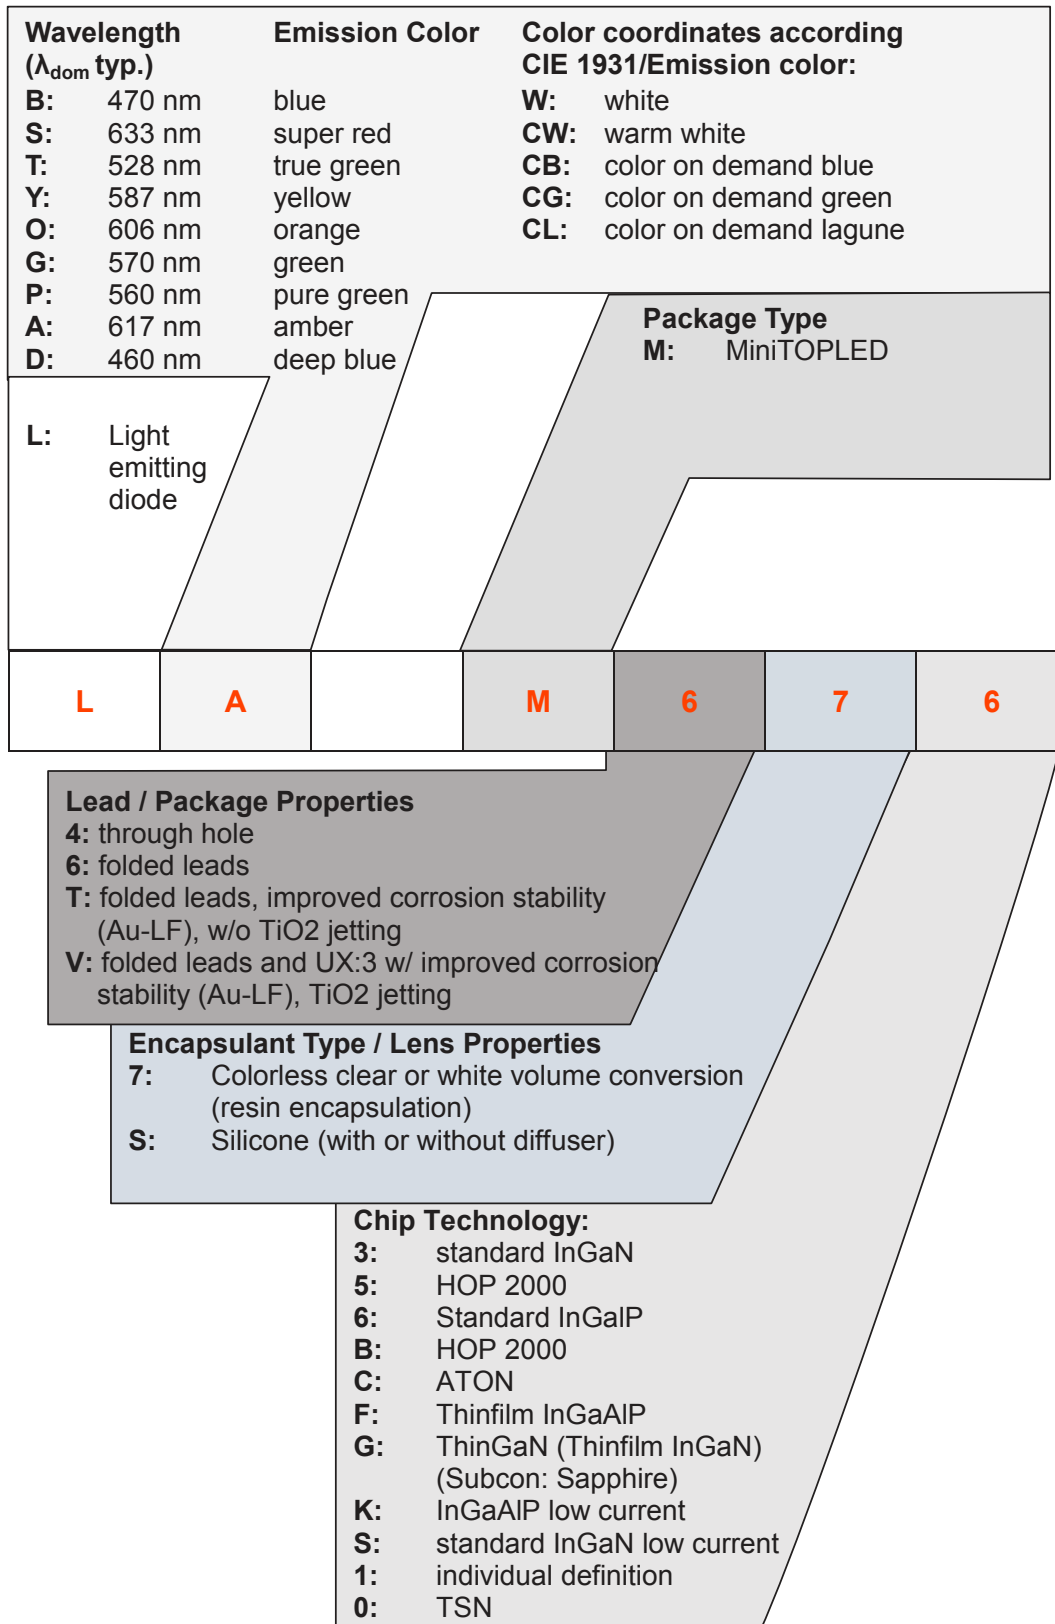 Wavelength Emission Color Color coordinates according
(λdom typ.) CIE 1931/Emission color:
B: 470 nm blue W: white
S: 633 nm super red CW: warm white
T: 528 nm true green CB: color on demand blue
Y: 587 nm yellow CG: color on demand green
O: 606 nm orange CL: color on demand lagune
G: 570 nm green
P: 560 nm pure green
A: 617 nm amber
D: 460 nm deep blue
Package Type
M: MiniTOPLED
L: Light
emitting
diode
L A M 6 7 6
Lead / Package Properties
4: through hole
6: folded leads
T: folded leads, improved corrosion stability
(Au-LF), w/o TiO2 jetting
V: folded leads and UX:3 w/ improved corrosion
stability (Au-LF), TiO2 jetting
Encapsulant Type / Lens Properties
7: Colorless clear or white volume conversion
(resin encapsulation)
S: Silicone (with or without diffuser)
Chip Technology:
3: standard InGaN
5: HOP 2000
6: Standard InGalP
B: HOP 2000
C: ATON
F: Thinfilm InGaAlP
G: ThinGaN (Thinfilm InGaN)
(Subcon: Sapphire)
K: InGaAlP low current
S: standard InGaN low current
1: individual definition
0: TSN